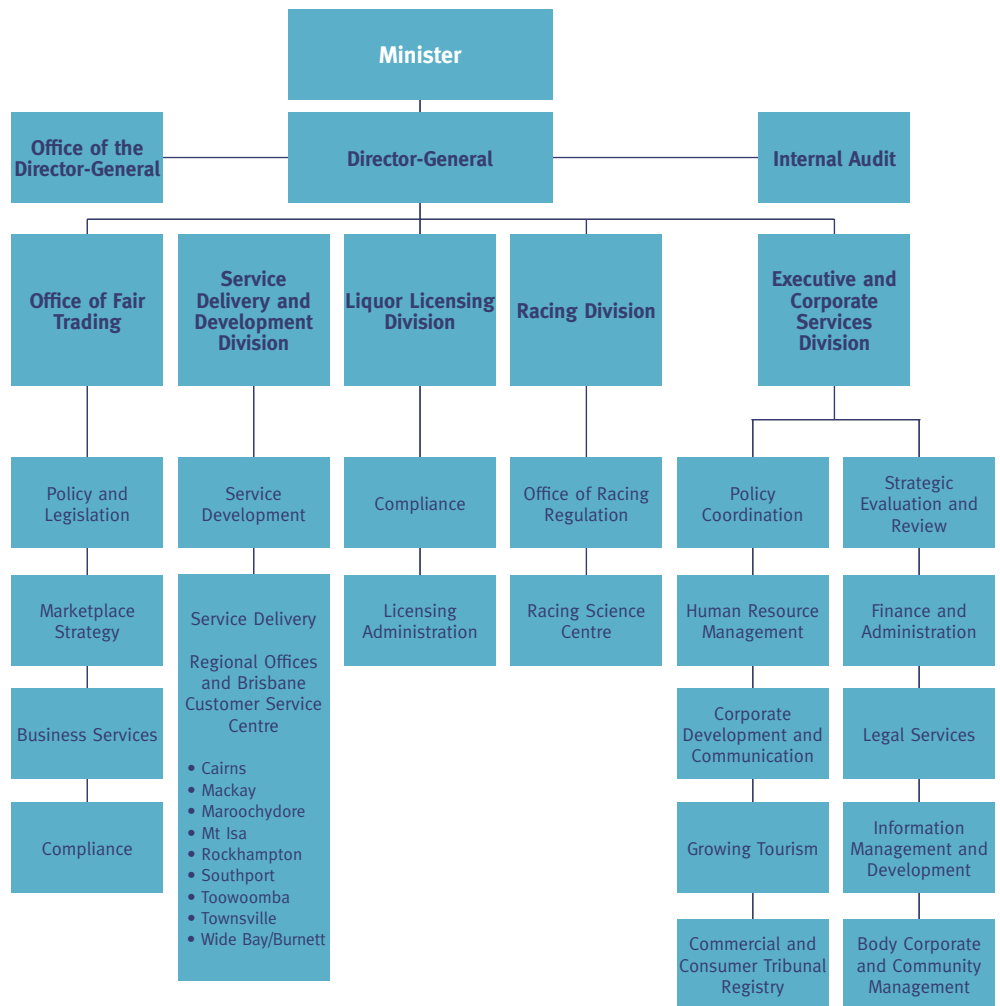 Minister
Office of the
Director-General
Director-General
Internal Audit
Office of Fair
Trading
Service
Delivery and
Development
Division
Liquor Licensing
Division
Racing Division
Executive and
Corporate
Services
Division
Policy and
Legislation
Service
Development
Compliance
Office of Racing
Regulation
Policy
Coordination
Strategic
Evaluation and
Review
Marketplace
Strategy
Service Delivery
Regional Offices
and Brisbane
Customer Service
Centre
• Cairns
• Mackay
• Maroochydore
• Mt Isa
• Rockhampton
• Southport
• Toowoomba
• Townsville
• Wide Bay/Burnett
Licensing
Administration
Racing Science
Centre
Human Resource
Management
Finance and
Administration
Business Services
Corporate
Development and
Communication
Legal Services
Compliance
Growing Tourism
Information
Management and
Development
Commercial and
Consumer Tribunal
Registry
Body Corporate
and Community
Management